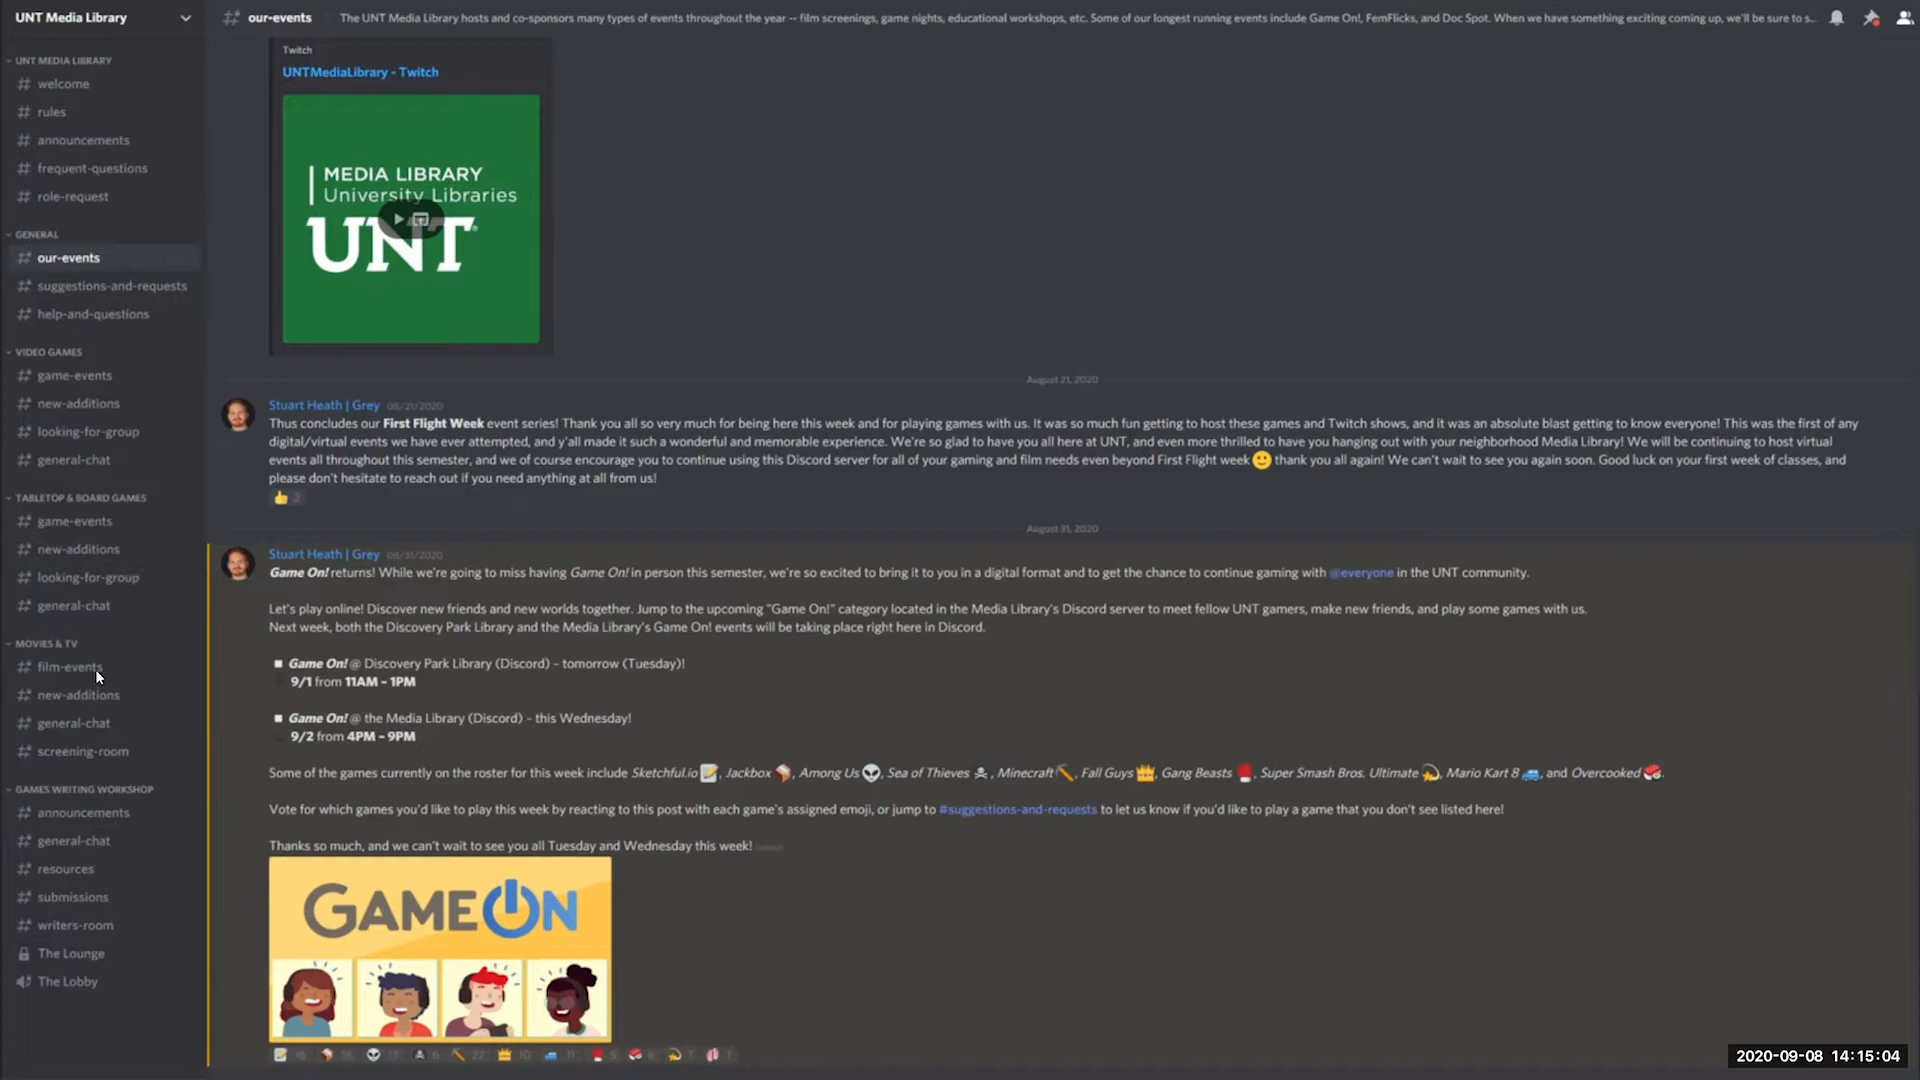 UNT Media Library
UNT MEDIA LIBRARY
# welcome
# rules
# announcements
# frequent-questions
# role-request
GENERAL
# our-events
# suggestions-and-requests
# help-and-questions
VIDEO GAMES
# game-events
# new-additions
# looking-for-group
# general-chat
TABLETOP & BOARD GAMES
# game-events
# new-additions
# looking-for-group
# general-chat
MOVIES & TV
# film-events
# new-additions
# general-chat
# screening-room
GAMES WRITING WORKSHOP
# announcements
# general-chat
# resources
# submissions
# writers-room
The Lounge
The Lobby
# our-events The UNT Media Library hosts and co-sponsors many types of events throughout the year -- film screenings, game nights, educational workshops, etc. Some of our longest running events include Game On!, FemFlicks, and Doc Spot. When we have something exciting coming up, we'll be sure to s...
Twitch
UNTMediaLibrary - Twitch
MEDIA LIBRARY
University Libraries
UNT
August 21, 2020
Stuart Heath | Grey 08/21/2020
Thus concludes our First Flight Week event series! Thank you all so very much for being here this week and for playing games with us. It was so much fun getting to host these games and Twitch shows, and it was an absolute blast getting to know everyone! This was the first of any
digital/virtual events we have ever attempted, and y'all made it such a wonderful and memorable experience. We're so glad to have you all here at UNT, and even more thrilled to have you hanging out with your neighborhood Media Library! We will be continuing to host virtual
events all throughout this semester, and we of course encourage you to continue using this Discord server for all of your gaming and film needs even beyond First Flight week 🙂 thank you all again! We can't wait to see you again soon. Good luck on your first week of classes, and
please don't hesitate to reach out if you need anything at all from us!
👍 2
August 31, 2020
Stuart Heath | Grey 08/31/2020
Game On! returns! While we're going to miss having Game On! in person this semester, we're so excited to bring it to you in a digital format and to get the chance to continue gaming with @everyone in the UNT community.
Let's play online! Discover new friends and new worlds together. Jump to the upcoming "Game On!" category located in the Media Library's Discord server to meet fellow UNT gamers, make new friends, and play some games with us.
Next week, both the Discovery Park Library and the Media Library's Game On! events will be taking place right here in Discord.
Game On! @ Discovery Park Library (Discord) – tomorrow (Tuesday)!
9/1 from 11AM – 1PM
Game On! @ the Media Library (Discord) – this Wednesday!
9/2 from 4PM – 9PM
Some of the games currently on the roster for this week include Sketchful.io 📝, Jackbox, Among Us 👽, Sea of Thieves ☠, Minecraft ⛏, Fall Guys 👑, Gang Beasts 🥊, Super Smash Bros. Ultimate 💫, Mario Kart 8 🚙, and Overcooked 🍣.
Vote for which games you'd like to play this week by reacting to this post with each game's assigned emoji, or jump to #suggestions-and-requests to let us know if you'd like to play a game that you don't see listed here!
Thanks so much, and we can't wait to see you all Tuesday and Wednesday this week!
GAMEON
2020-09-08 14:15:04